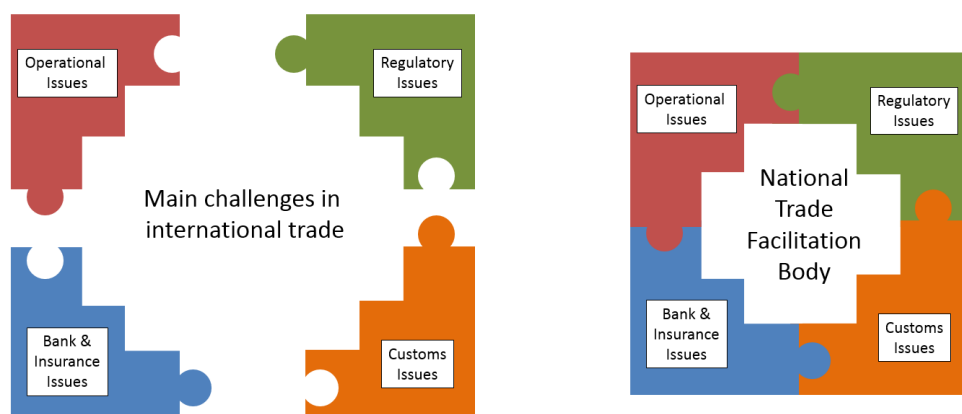 Operational
Issues
Regulatory
Issues
Main challenges in
international trade
Bank &
Insurance
Issues
Customs
Issues
Operational
Issues
Regulatory
Issues
National
Trade
Facilitation
Body
Bank &
Insurance
Issues
Customs
Issues